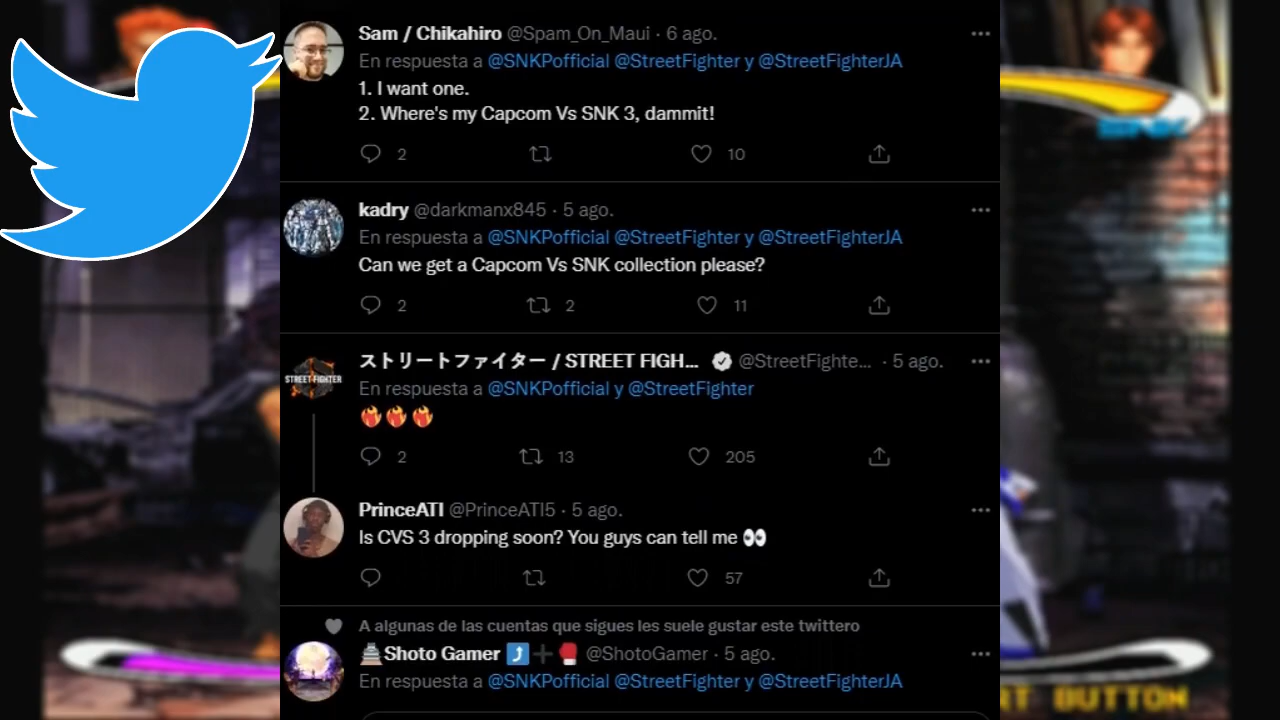 Sam / Chikahiro @Spam_On_Maui · 6 ago.
En respuesta a @SNKPofficial @StreetFighter y @StreetFighterJA
1. I want one.
2. Where's my Capcom Vs SNK 3, dammit!
2 10
kadry @darkmanx845 · 5 ago.
En respuesta a @SNKPofficial @StreetFighter y @StreetFighterJA
Can we get a Capcom Vs SNK collection please?
2 2 11
ストリートファイター / STREET FIGH... @StreetFighte... · 5 ago.
STREET FIGHTER
En respuesta a @SNKPofficial y @StreetFighter
🔥🔥🔥
2 13 205
PrinceATI @PrinceATI5 · 5 ago.
Is CVS 3 dropping soon? You guys can tell me 👀
57
A algunas de las cuentas que sigues les suele gustar este twittero
🏯Shoto Gamer ⤴️➕🥊 @ShotoGamer · 5 ago.
En respuesta a @SNKPofficial @StreetFighter y @StreetFighterJA
RT BUTTON